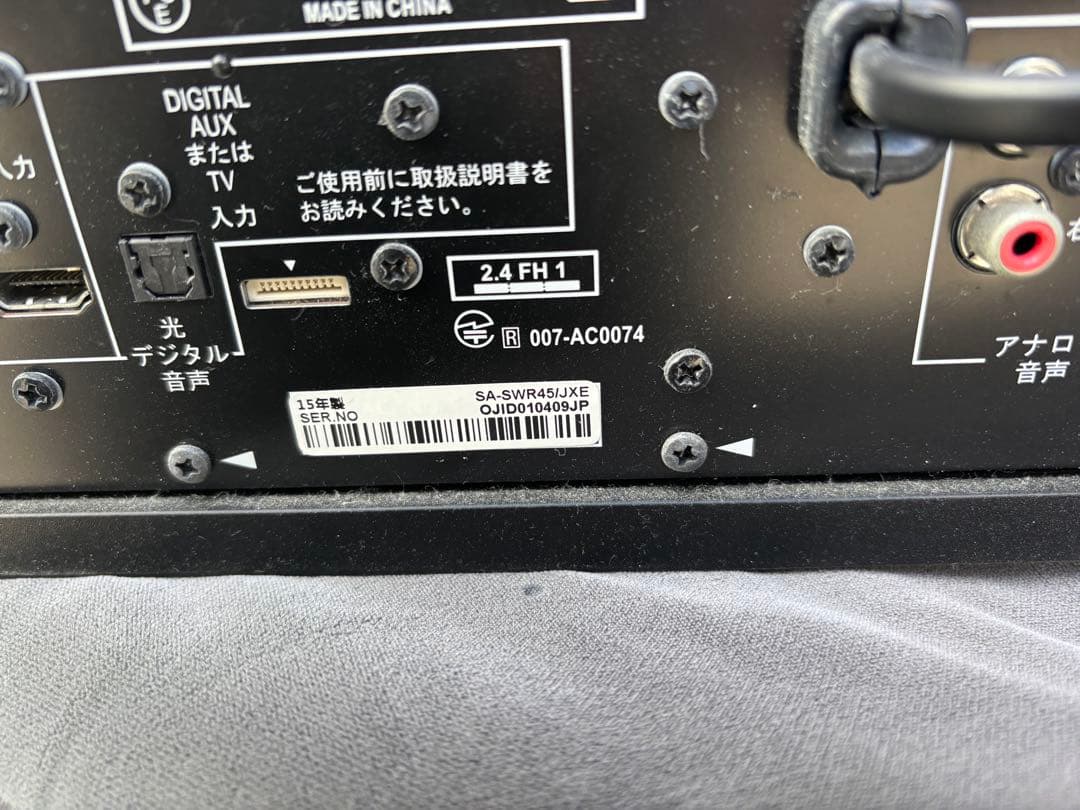 MADE IN CHINA
DIGITAL
AUX
または
TV
入力
入力
ご使用前に取扱説明書を
お読みください。
2.4 FH 1
R 007-AC0074
光
デジタル
音声
15年製
SA-SWR45/JXE
SER.NO
OJID010409JP
右
アナロ
音声